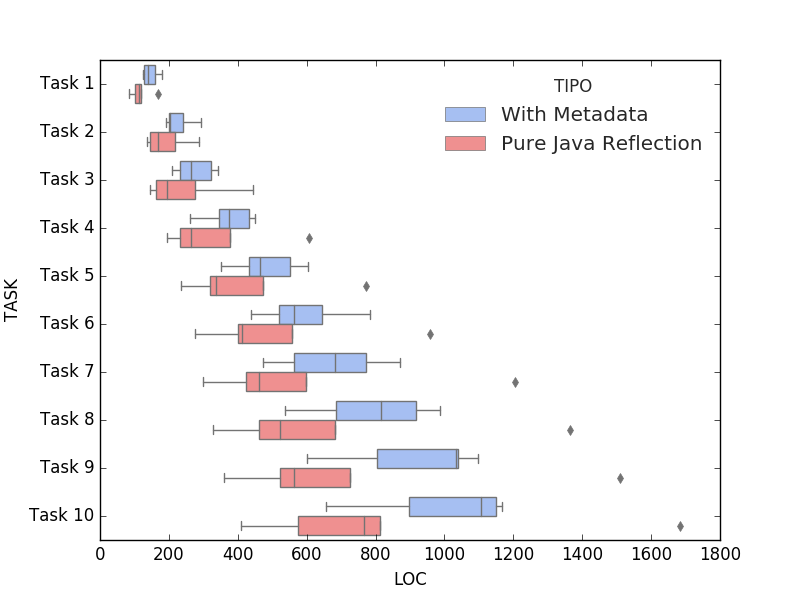 TIPO
With Metadata
Pure Java Reflection
TASK
Task 1
Task 2
Task 3
Task 4
Task 5
Task 6
Task 7
Task 8
Task 9
Task 10
0 200 400 600 800 1000 1200 1400 1600 1800
LOC